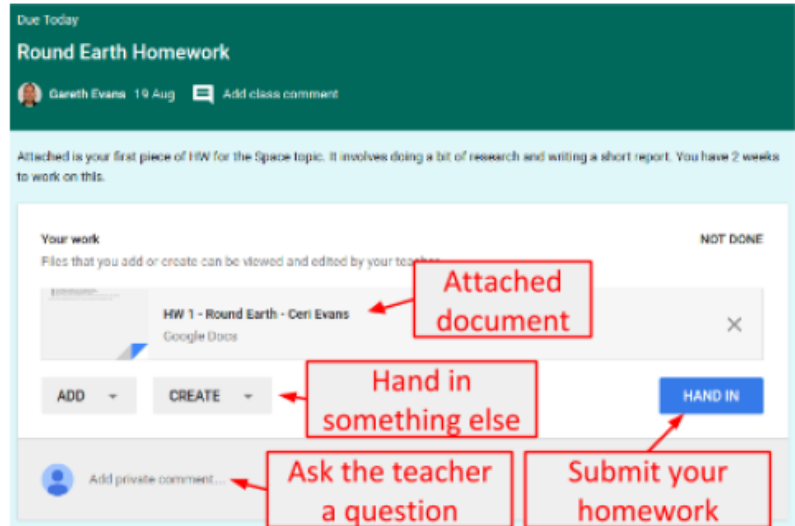 Due Today
Round Earth Homework
Gareth Evans 19 Aug Add class comment
Attached is your first piece of HW for the Space topic. It involves doing a bit of research and writing a short report. You have 2 weeks
to work on this.
Your work NOT DONE
Files that you add or create can be viewed and edited by your teacher
Attached
document
HW 1 - Round Earth - Ceri Evans
Google Docs
ADD CREATE
Hand in
something else
HAND IN
Add private comment...
Ask the teacher
a question
Submit your
homework